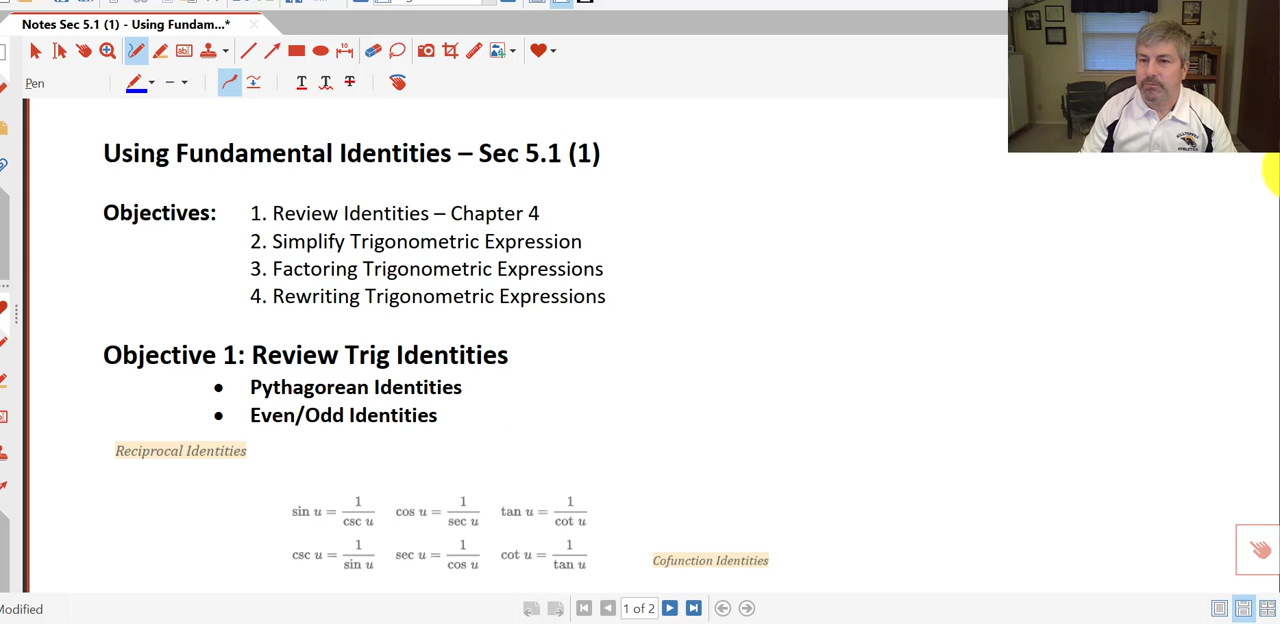 Notes Sec 5.1 (1) - Using Fundam...*
Pen
Using Fundamental Identities – Sec 5.1 (1)
Objectives:
1. Review Identities – Chapter 4
2. Simplify Trigonometric Expression
3. Factoring Trigonometric Expressions
4. Rewriting Trigonometric Expressions
Objective 1: Review Trig Identities
• Pythagorean Identities
• Even/Odd Identities
Reciprocal Identities
sin u = 1/csc u cos u = 1/sec u tan u = 1/cot u
csc u = 1/sin u sec u = 1/cos u cot u = 1/tan u
Cofunction Identities
Modified
1 of 2